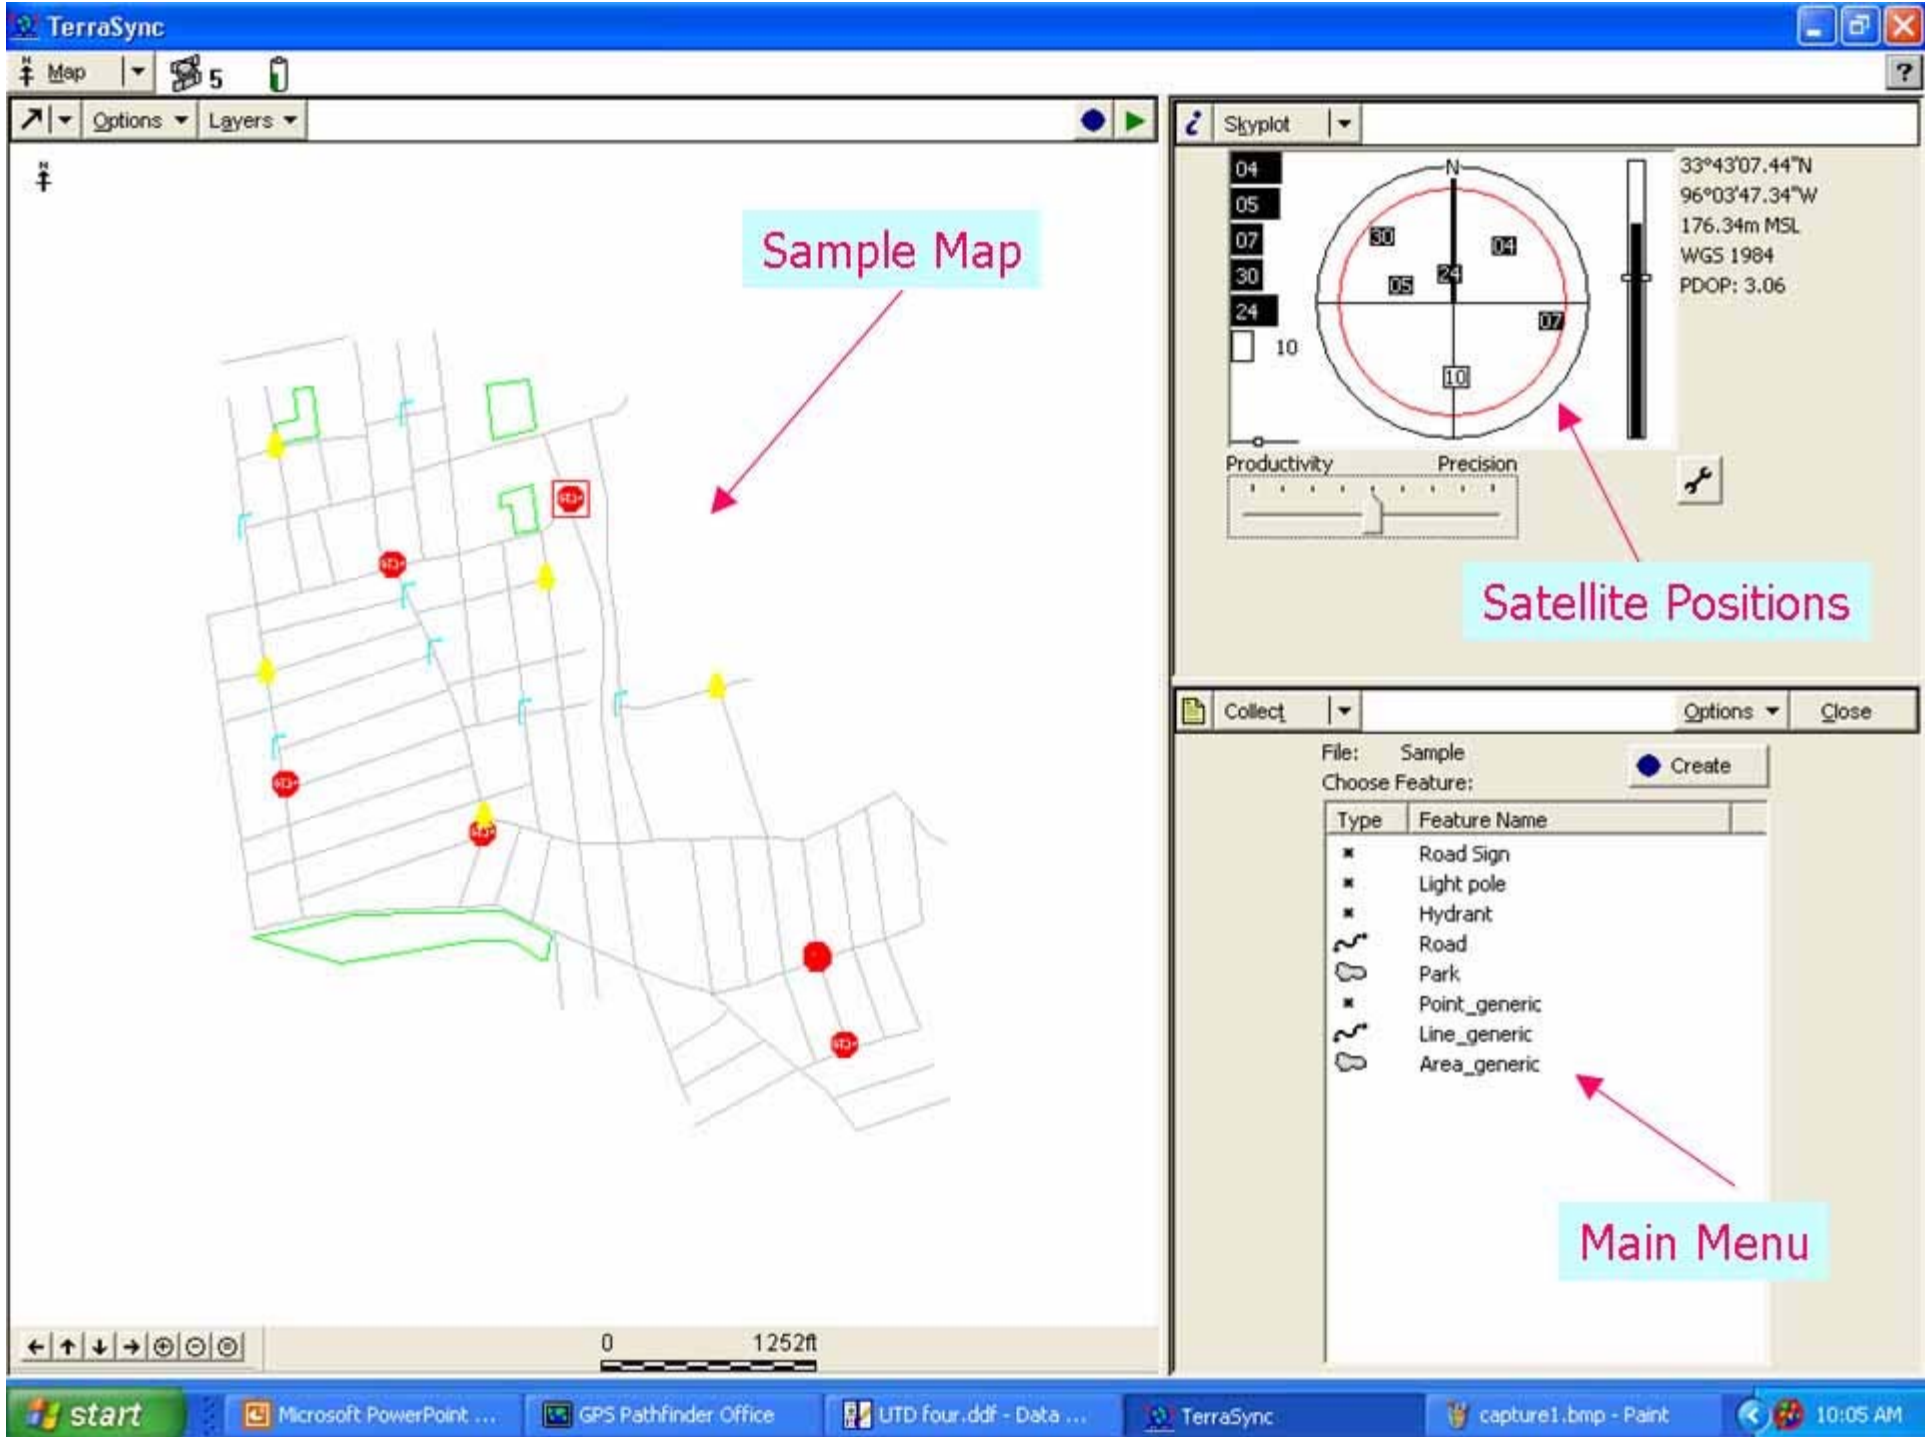 TerraSync
Map 5 ?
Options Layers
N
Sample Map
i Skyplot
04
05
07
30
24
10
N
30
04
24
05
07
10
33°43'07.44"N
96°03'47.34"W
176.34m MSL
WGS 1984
PDOP: 3.06
Productivity Precision
Satellite Positions
Collect Options Close
File: Sample
Create
Choose Feature:
Type Feature Name
Road Sign
Light pole
Hydrant
Road
Park
Point_generic
Line_generic
Area_generic
Main Menu
0 1252ft
start Microsoft PowerPoint ... GPS Pathfinder Office UTD four.ddf - Data ... TerraSync capture1.bmp - Paint 10:05 AM